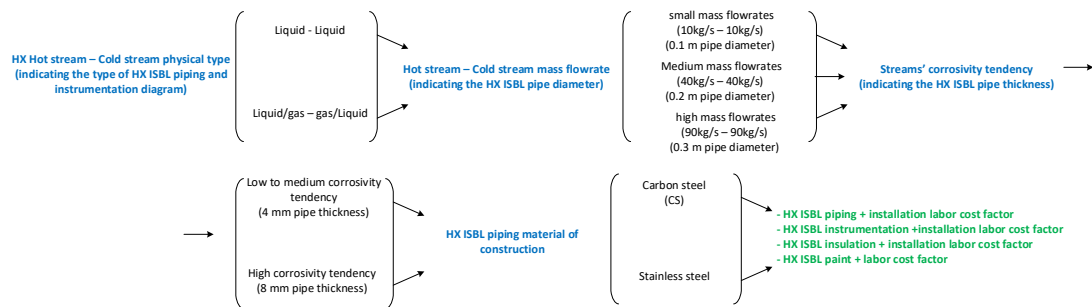 HX Hot stream – Cold stream physical type
(indicating the type of HX ISBL piping and
instrumentation diagram)
Liquid - Liquid
Liquid/gas – gas/Liquid
Hot stream – Cold stream mass flowrate
(indicating the HX ISBL pipe diameter)
small mass flowrates
(10kg/s – 10kg/s)
(0.1 m pipe diameter)
Medium mass flowrates
(40kg/s – 40kg/s)
(0.2 m pipe diameter)
high mass flowrates
(90kg/s – 90kg/s)
(0.3 m pipe diameter)
Streams’ corrosivity tendency
(indicating the HX ISBL pipe thickness)
Low to medium corrosivity
tendency
(4 mm pipe thickness)
High corrosivity tendency
(8 mm pipe thickness)
HX ISBL piping material of
construction
Carbon steel
(CS)
Stainless steel
- HX ISBL piping + installation labor cost factor
- HX ISBL instrumentation +installation labor cost factor
- HX ISBL insulation + installation labor cost factor
- HX ISBL paint + labor cost factor